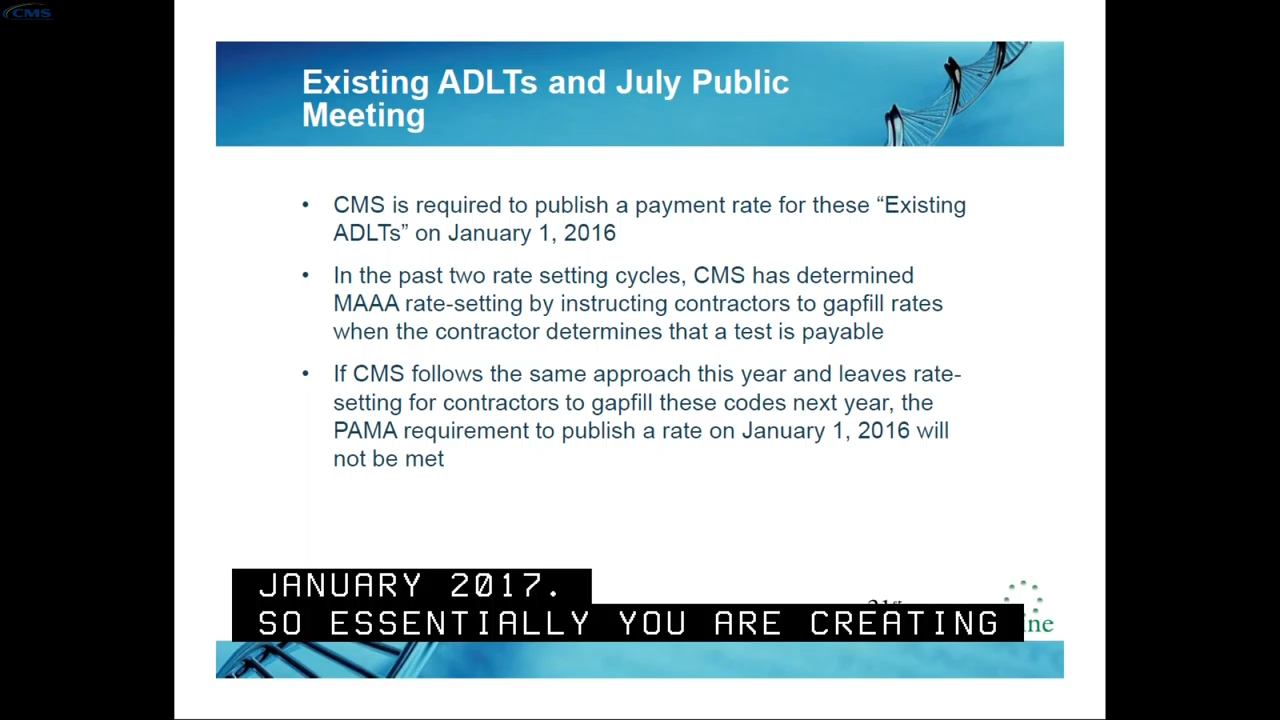 CMS
Existing ADLTs and July Public
Meeting
• CMS is required to publish a payment rate for these “Existing
ADLTs” on January 1, 2016
• In the past two rate setting cycles, CMS has determined
MAAA rate-setting by instructing contractors to gapfill rates
when the contractor determines that a test is payable
• If CMS follows the same approach this year and leaves rate-
setting for contractors to gapfill these codes next year, the
PAMA requirement to publish a rate on January 1, 2016 will
not be met
JANUARY 2017.
SO ESSENTIALLY YOU ARE CREATING